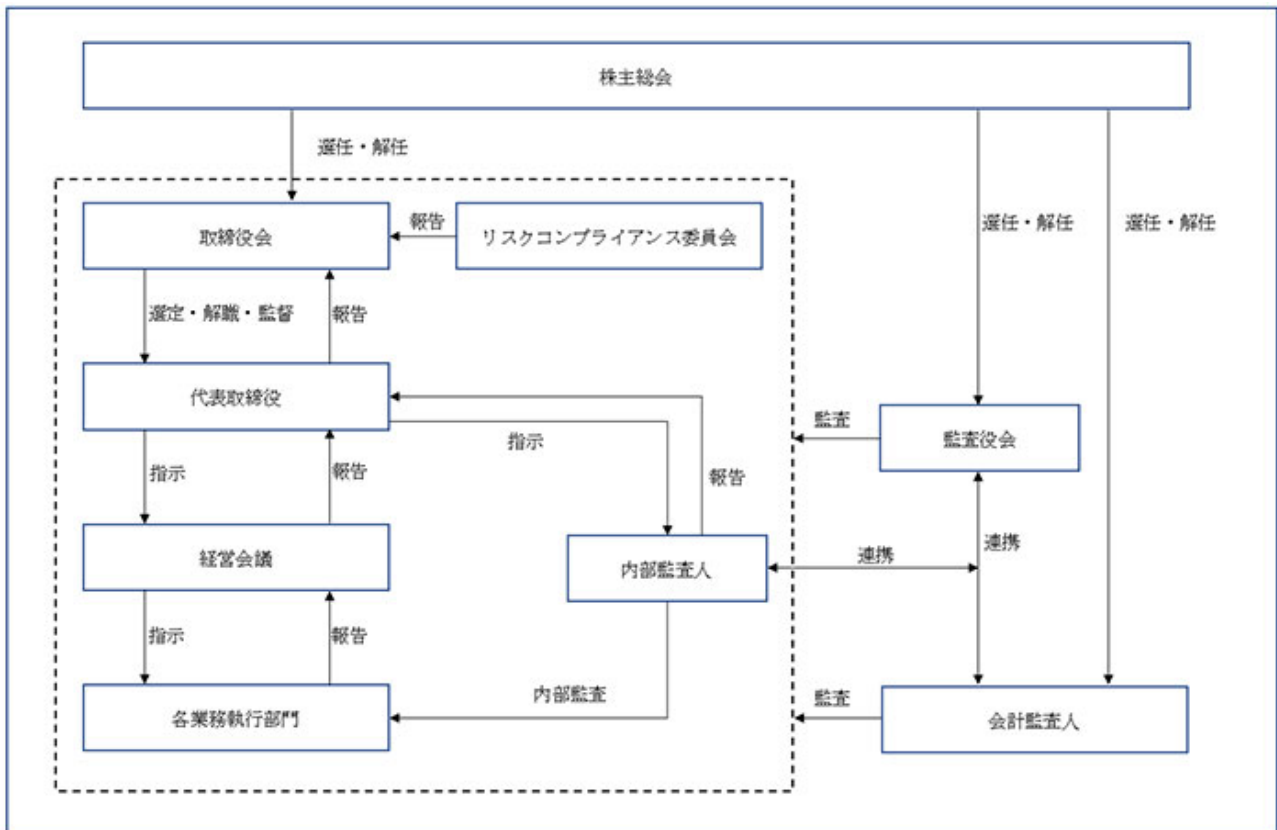 株主総会
選任・解任
選任・解任
選任・解任
取締役会
報告
リスクコンプライアンス委員会
選定・解職・監督
報告
代表取締役
指示
監査
監査役会
指示
報告
報告
経営会議
内部監査人
連携
連携
指示
報告
内部監査
各業務執行部門
監査
会計監査人